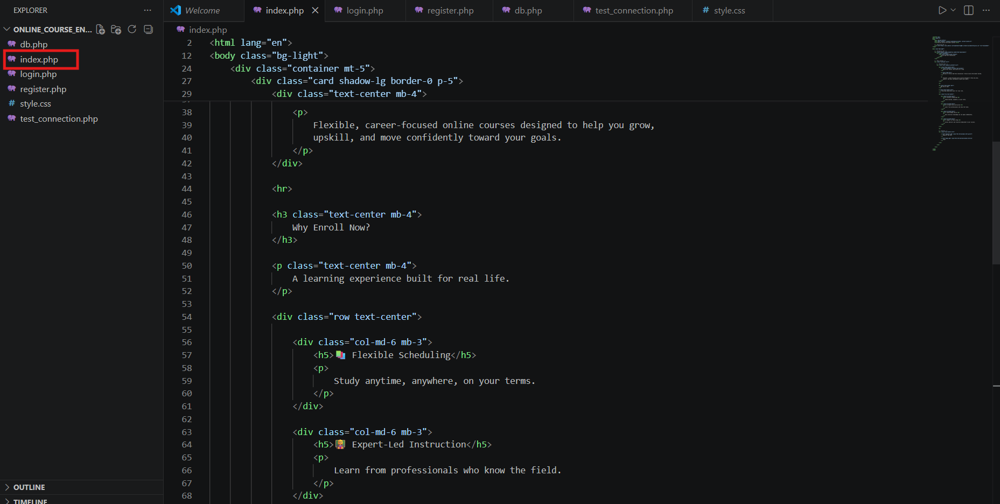 EXPLORER
ONLINE_COURSE_EN...
db.php
index.php
login.php
register.php
style.css
test_connection.php
OUTLINE
TIMELINE
Welcome index.php login.php register.php db.php test_connection.php style.css
index.php
2 <html lang="en">
12 <body class="bg-light">
24 <div class="container mt-5">
27 <div class="card shadow-lg border-0 p-5">
29 <div class="text-center mb-4">
38 <p>
39 Flexible, career-focused online courses designed to help you grow,
40 upskill, and move confidently toward your goals.
41 </p>
42 </div>
43
44 <hr>
45
46 <h3 class="text-center mb-4">
47 Why Enroll Now?
48 </h3>
49
50 <p class="text-center mb-4">
51 A learning experience built for real life.
52 </p>
53
54 <div class="row text-center">
55
56 <div class="col-md-6 mb-3">
57 <h5>📚 Flexible Scheduling</h5>
58 <p>
59 Study anytime, anywhere, on your terms.
60 </p>
61 </div>
62
63 <div class="col-md-6 mb-3">
64 <h5>👩‍🏫 Expert-Led Instruction</h5>
65 <p>
66 Learn from professionals who know the field.
67 </p>
68 </div>